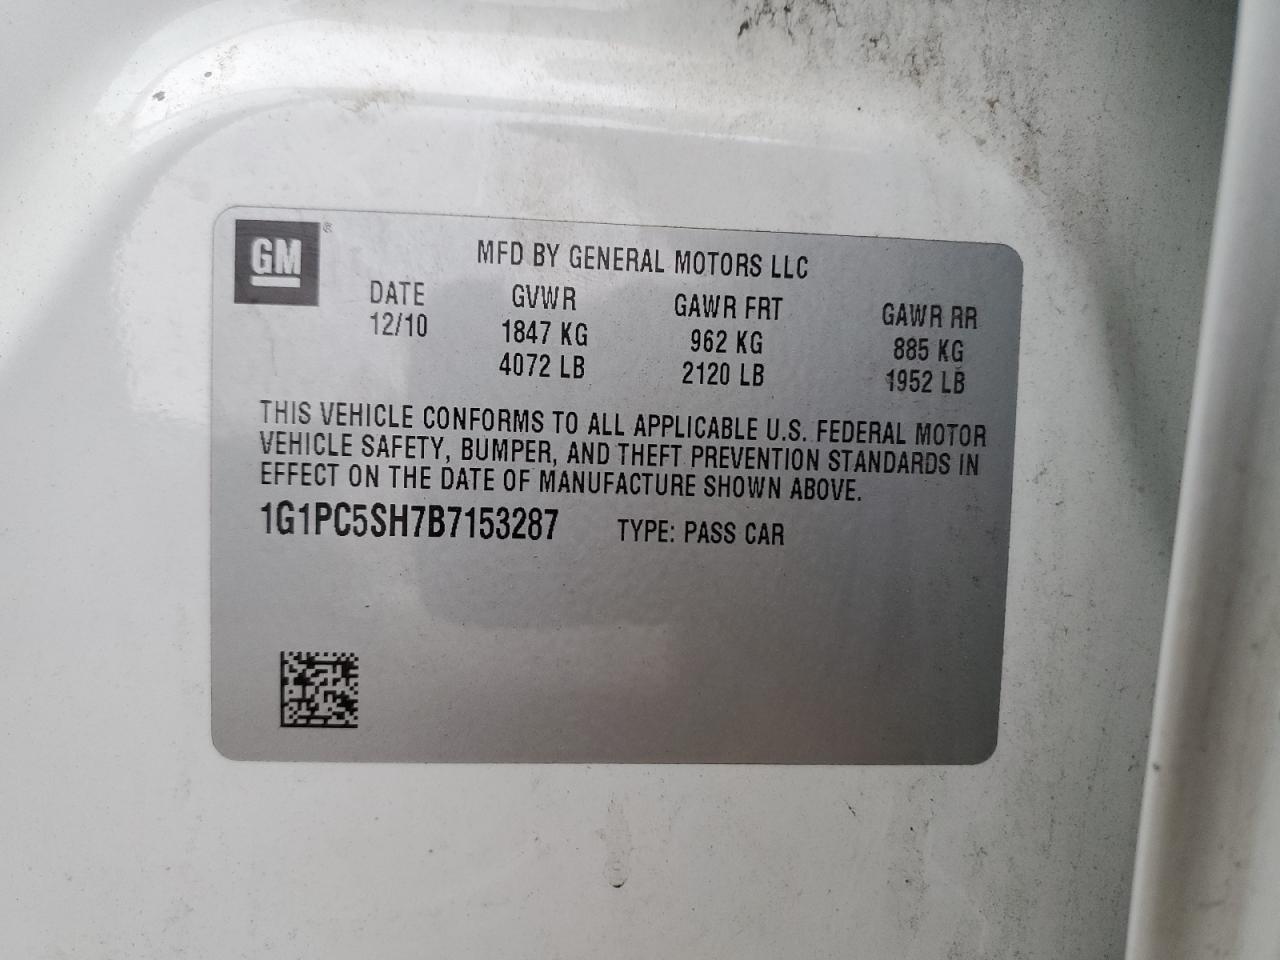 GM ®
MFD BY GENERAL MOTORS LLC
DATE GVWR GAWR FRT GAWR RR
12/10 1847 KG 962 KG 885 KG
4072 LB 2120 LB 1952 LB
THIS VEHICLE CONFORMS TO ALL APPLICABLE U.S. FEDERAL MOTOR
VEHICLE SAFETY, BUMPER, AND THEFT PREVENTION STANDARDS IN
EFFECT ON THE DATE OF MANUFACTURE SHOWN ABOVE.
1G1PC5SH7B7153287 TYPE: PASS CAR